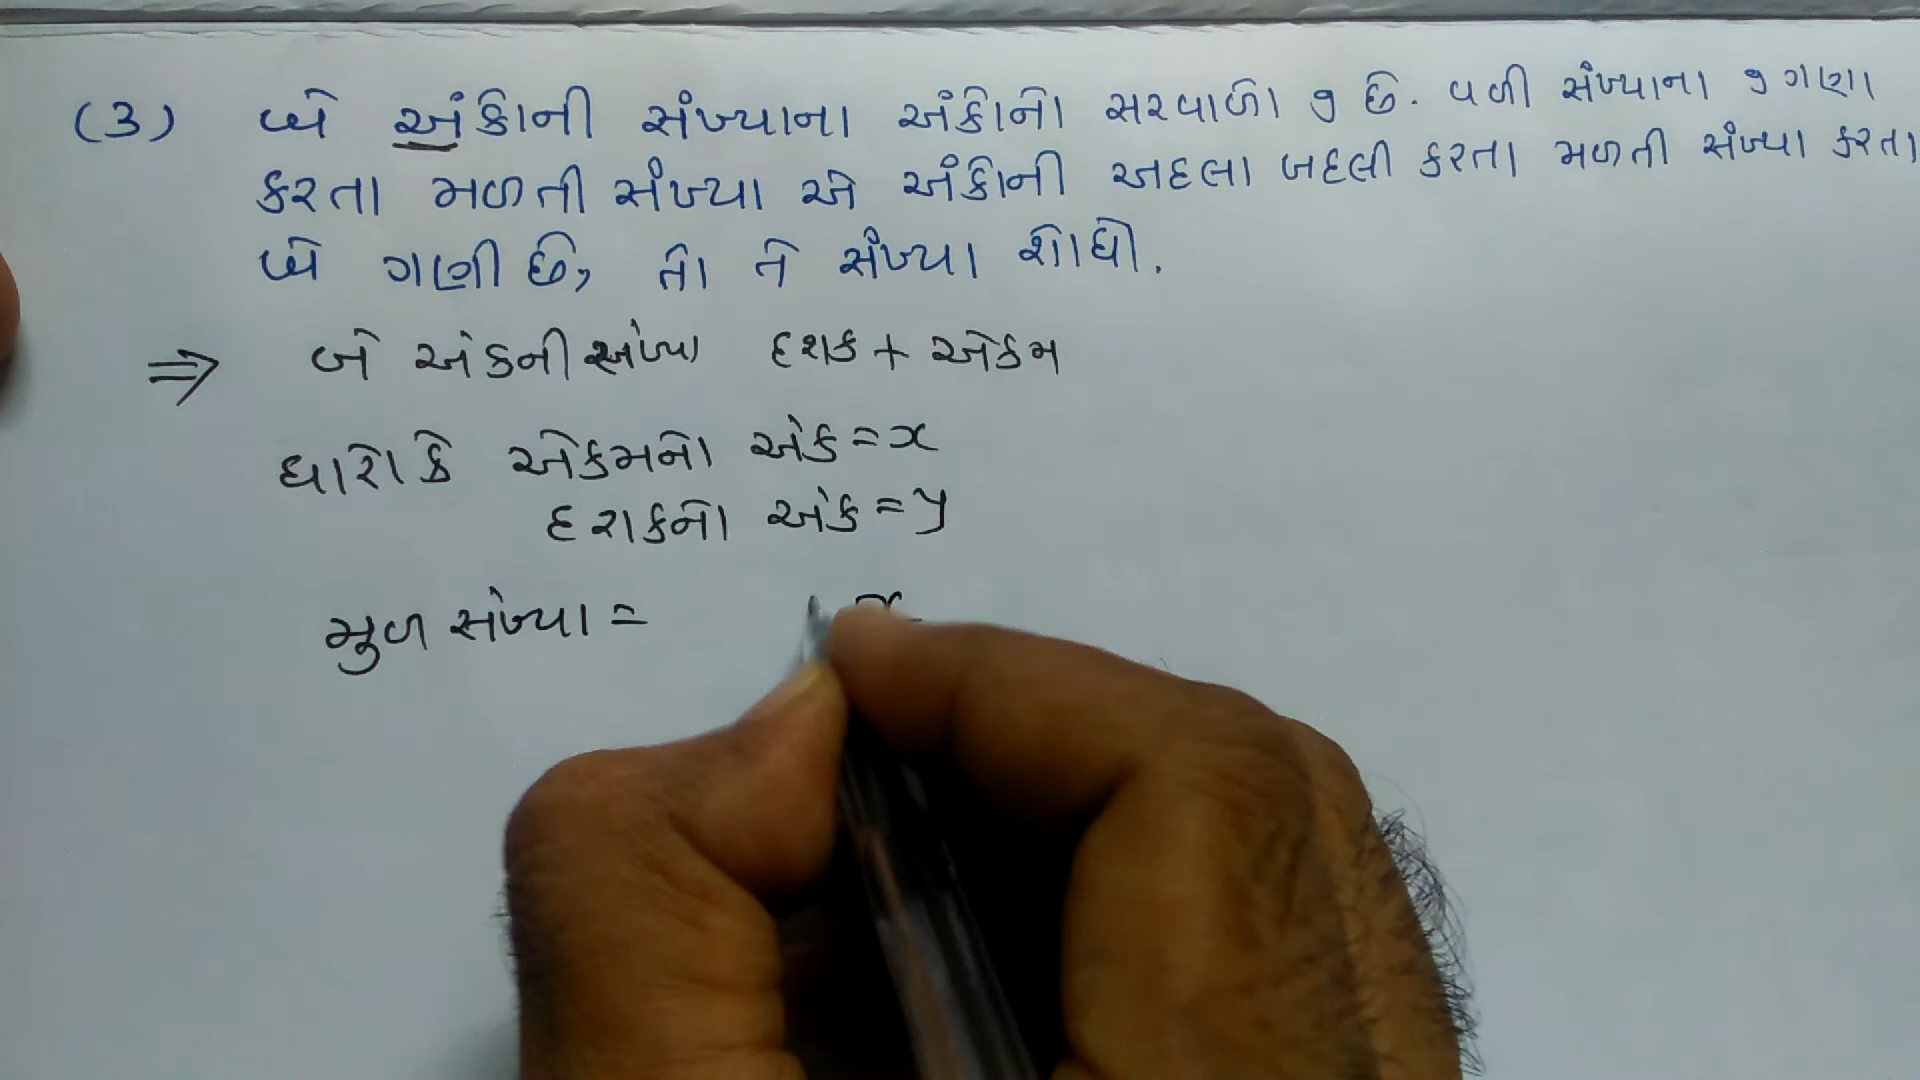 (3) બે અંકોની સંખ્યાના અંકોનો સરવાળો 9 છે. વળી સંખ્યાના 9 ગણા
કરતા મળતી સંખ્યા એ અંકોની અદલા બદલી કરતા મળતી સંખ્યા કરતા
બે ગણી છે, તો તે સંખ્યા શોધો.
⇒ બે અંકની સંખ્યા દશક + એકમ
ધારો કે એકમનો અંક = x
દશકનો અંક = y
મુળ સંખ્યા = x